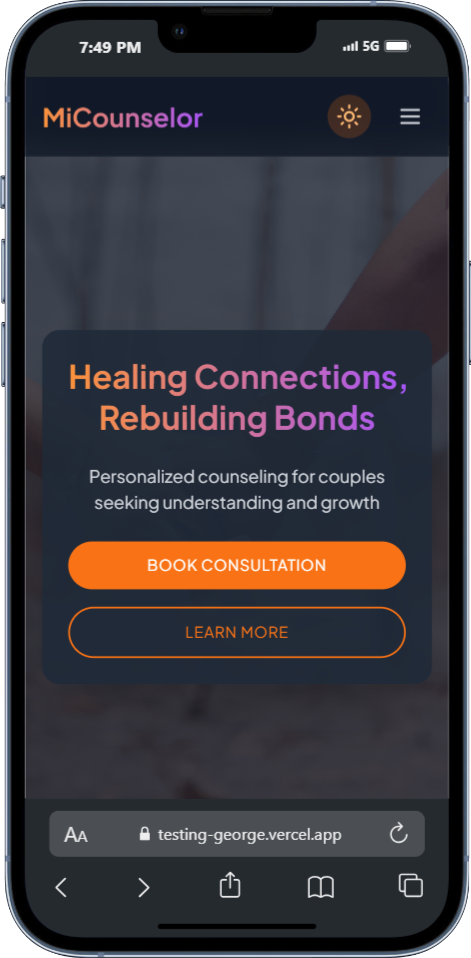 7:49 PM
5G
MiCounselor
Healing Connections,
Rebuilding Bonds
Personalized counseling for couples
seeking understanding and growth
BOOK CONSULTATION
LEARN MORE
AA testing-george.vercel.app